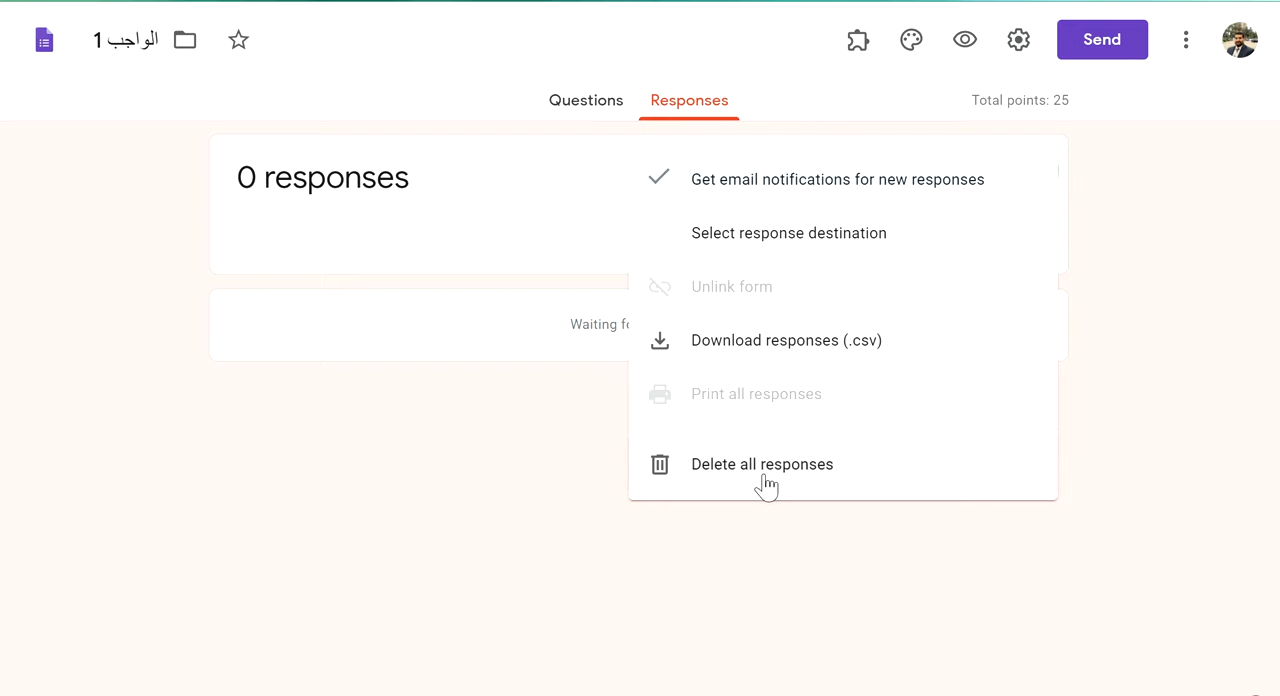 الواجب 1
Send
Questions
Responses
Total points: 25
0 responses
Get email notifications for new responses
Select response destination
Unlink form
Waiting
Download responses (.csv)
Print all responses
Delete all responses